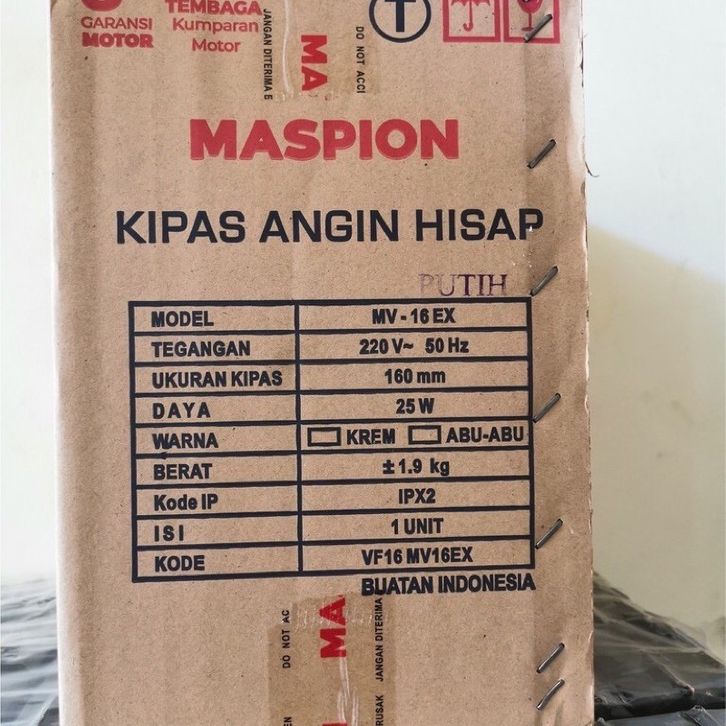 GARANSI
MOTOR
TEMBAGA
Kumparan
Motor
JANGAN DITERIMA
DO NOT
MA
T
MASPION
KIPAS ANGIN HISAP
PUTIH
MODEL MV - 16 EX
TEGANGAN 220 V~ 50 Hz
UKURAN KIPAS 160 mm
DAYA 25 W
WARNA KREM ABU-ABU
BERAT ±1.9 kg
Kode IP IPX2
ISI 1 UNIT
KODE VF16 MV16EX
BUATAN INDONESIA
DO NOT AC
MA
JANGAN DITERIMA
RUSAK